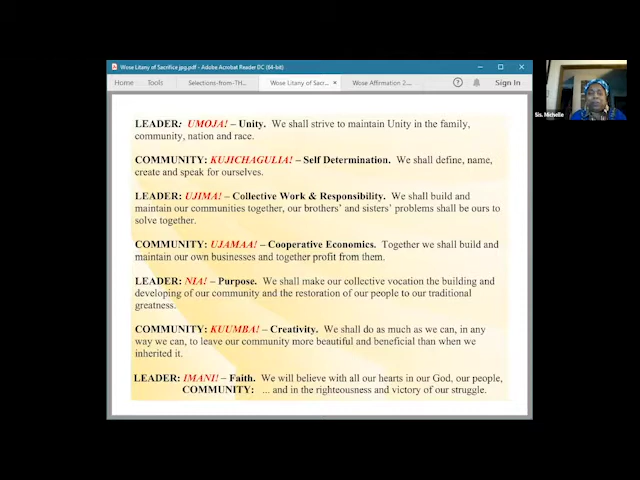 Wose Litany of Sacrifice jpg.pdf - Adobe Acrobat Reader DC (64-bit)
Home Tools Selections-from-TH... Wose Litany of Sacr... × Wose Affirmation 2... Sign In
Sis. Michelle
LEADER: UMOJA! – Unity. We shall strive to maintain Unity in the family,
community, nation and race.
COMMUNITY: KUJICHAGULIA! – Self Determination. We shall define, name,
create and speak for ourselves.
LEADER: UJIMA! – Collective Work & Responsibility. We shall build and
maintain our communities together, our brothers' and sisters' problems shall be ours to
solve together.
COMMUNITY: UJAMAA! – Cooperative Economics. Together we shall build and
maintain our own businesses and together profit from them.
LEADER: NIA! – Purpose. We shall make our collective vocation the building and
developing of our community and the restoration of our people to our traditional
greatness.
COMMUNITY: KUUMBA! – Creativity. We shall do as much as we can, in any
way we can, to leave our community more beautiful and beneficial than when we
inherited it.
LEADER: IMANI! – Faith. We will believe with all our hearts in our God, our people,
COMMUNITY: ... and in the righteousness and victory of our struggle.